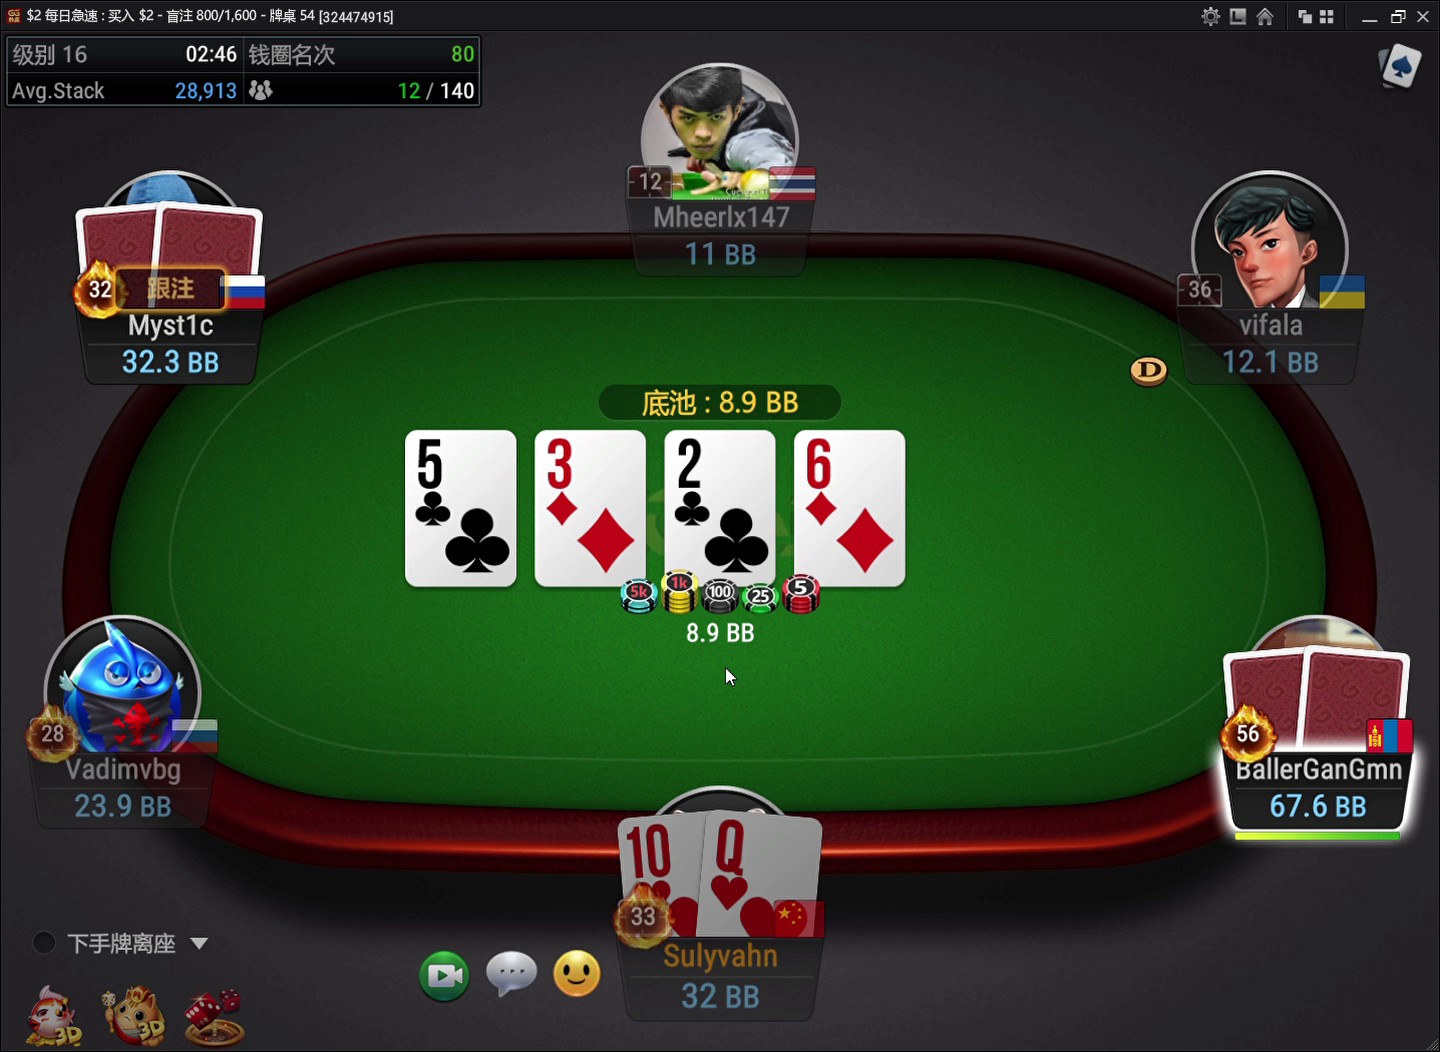 $2 每日急速 : 买入 $2 - 盲注 800/1,600 - 牌桌 54 [324474915]
级别 16 02:46 钱圈名次 80
Avg.Stack 28,913 12 / 140
12
Mheerlx147
11 BB
32 跟注
Myst1c
32.3 BB
36
vifala
12.1 BB
D
底池 : 8.9 BB
5 3 2 6
5k 1k 100 25 5
8.9 BB
28
Vadimvbg
23.9 BB
56
BallerGanGmn
67.6 BB
10 Q
33
Sulyvahn
32 BB
下手牌离座
3D 3D